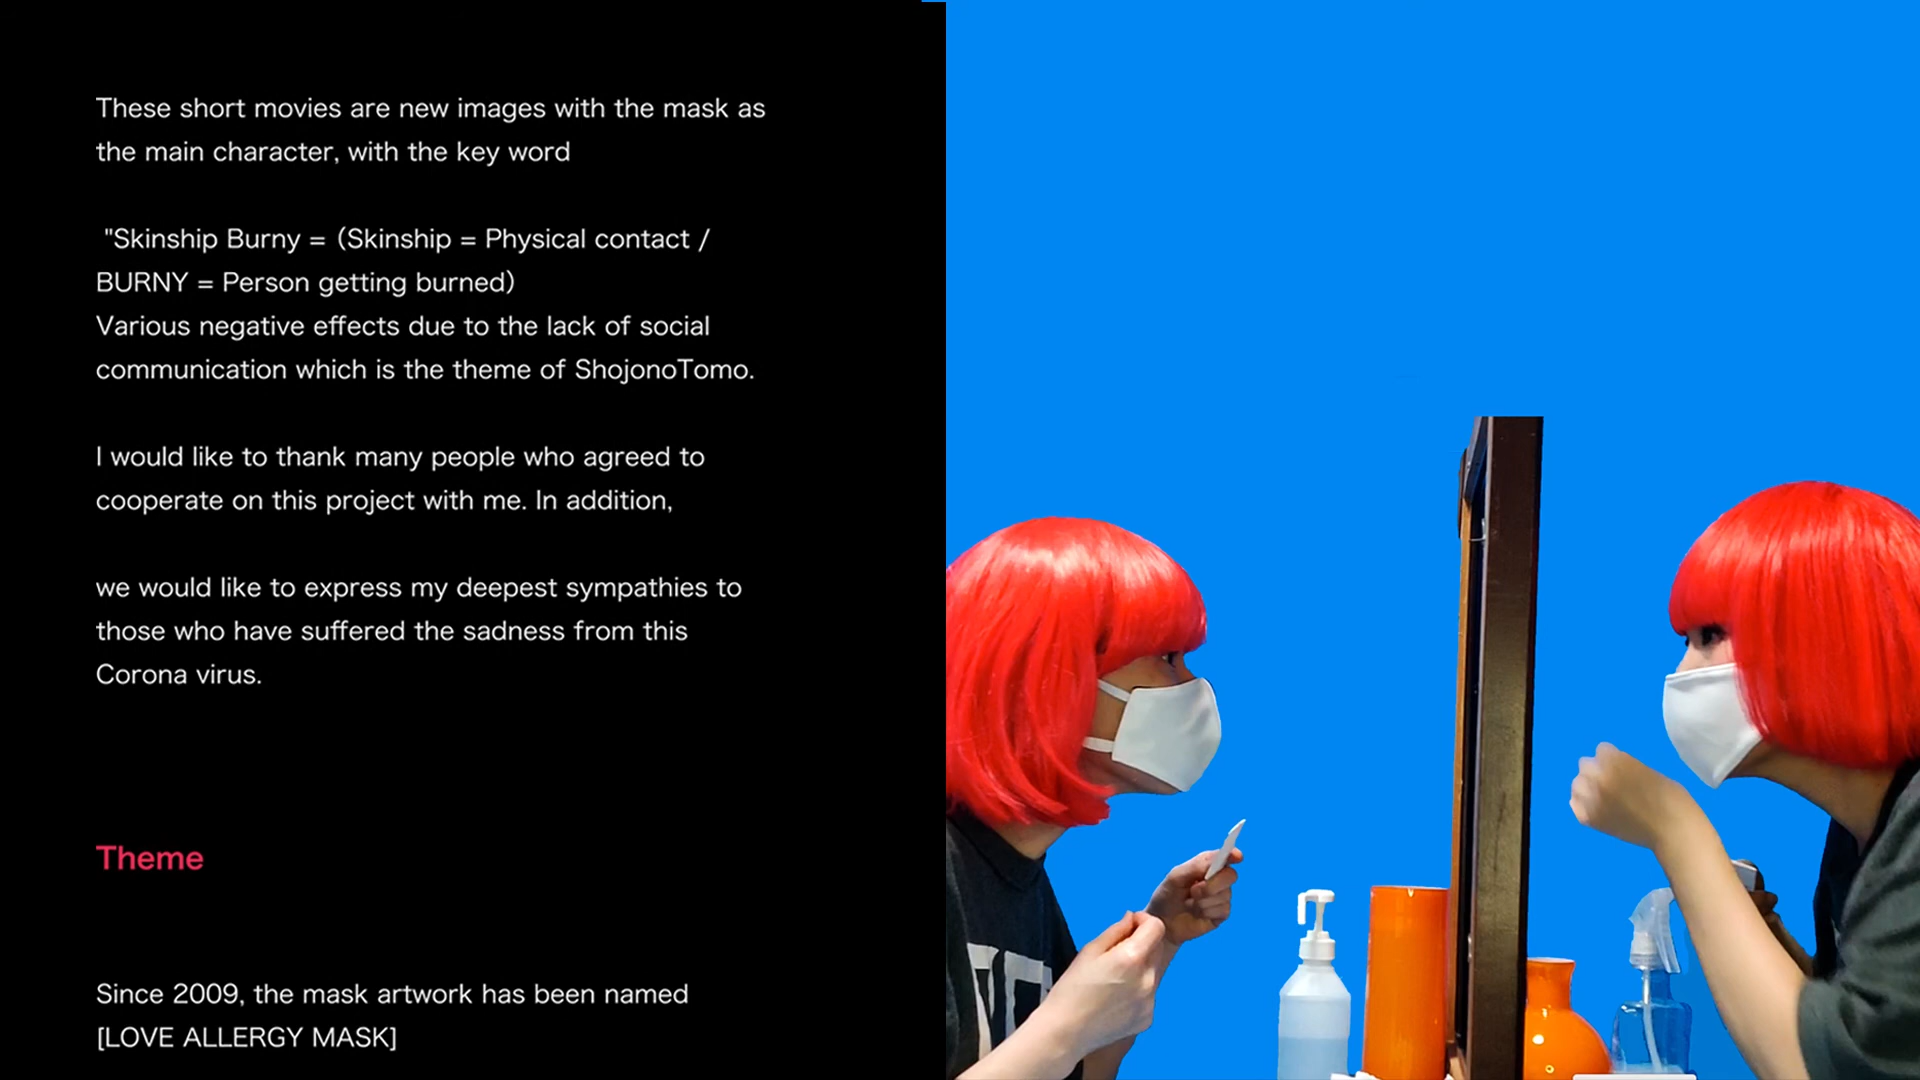 These short movies are new images with the mask as
the main character, with the key word
"Skinship Burny = (Skinship = Physical contact /
BURNY = Person getting burned)
Various negative effects due to the lack of social
communication which is the theme of ShojonoTomo.
I would like to thank many people who agreed to
cooperate on this project with me. In addition,
we would like to express my deepest sympathies to
those who have suffered the sadness from this
Corona virus.
Theme
Since 2009, the mask artwork has been named
[LOVE ALLERGY MASK]